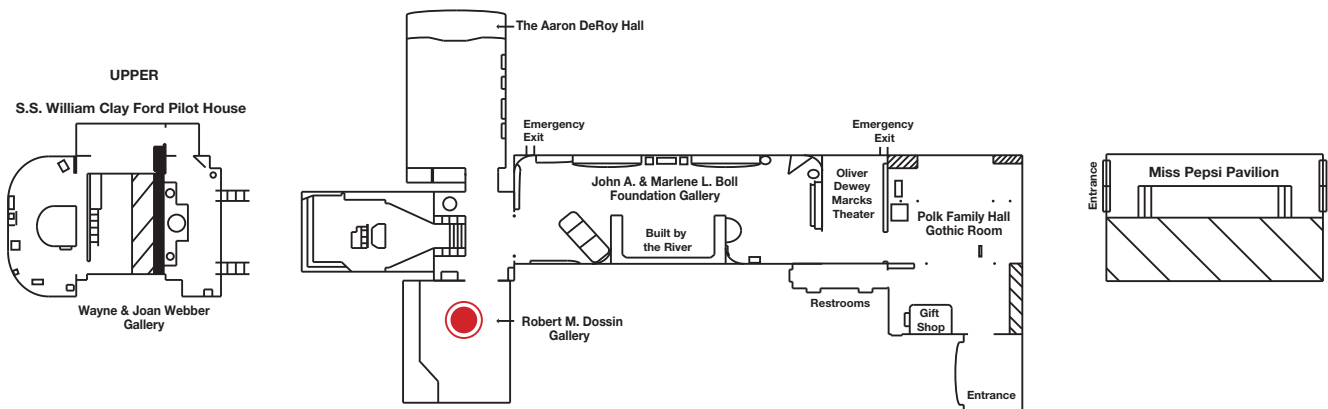 UPPER
S.S. William Clay Ford Pilot House
Wayne & Joan Webber
Gallery
The Aaron DeRoy Hall
Emergency
Exit
John A. & Marlene L. Boll
Foundation Gallery
Built by
the River
Robert M. Dossin
Gallery
Emergency
Exit
Oliver
Dewey
Marcks
Theater
Polk Family Hall
Gothic Room
Restrooms
Gift
Shop
Entrance
Entrance
Miss Pepsi Pavilion